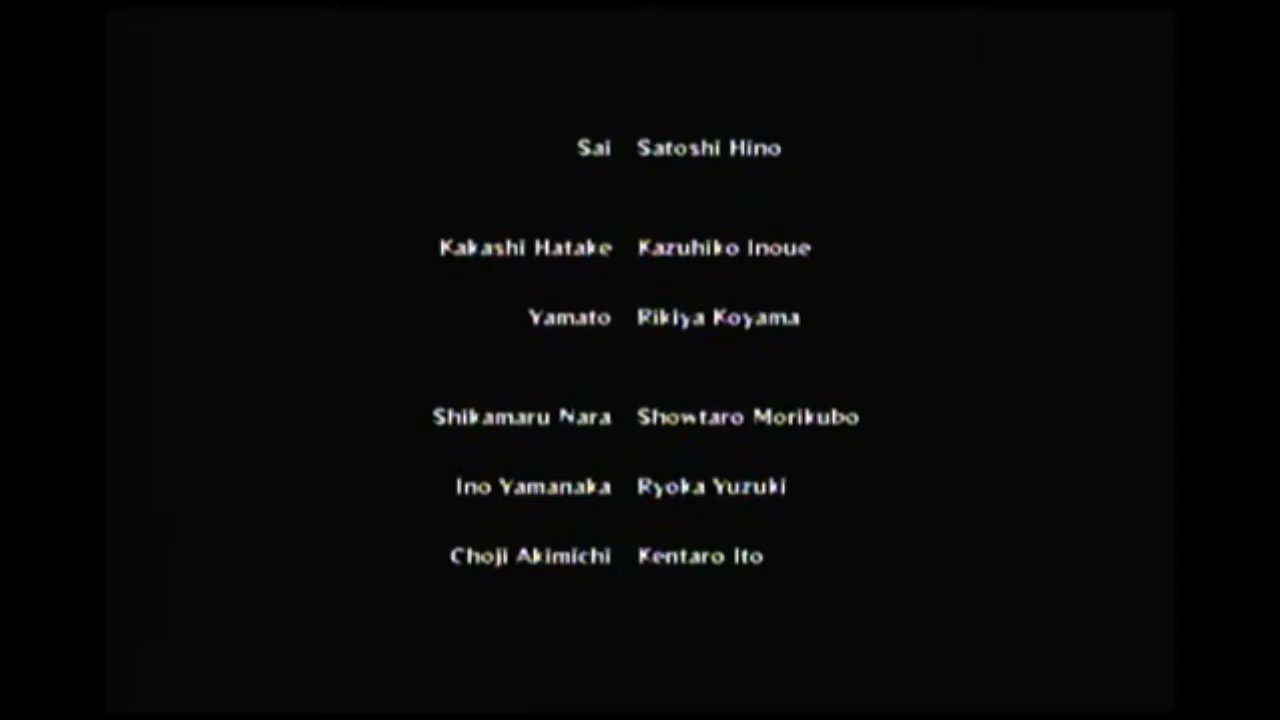 Sai Satoshi Hino
Kakashi Hatake Kazuhiko Inoue
Yamato Rikiya Koyama
Shikamaru Nara Showtaro Morikubo
Ino Yamanaka Ryoka Yuzuki
Choji Akimichi Kentaro Ito